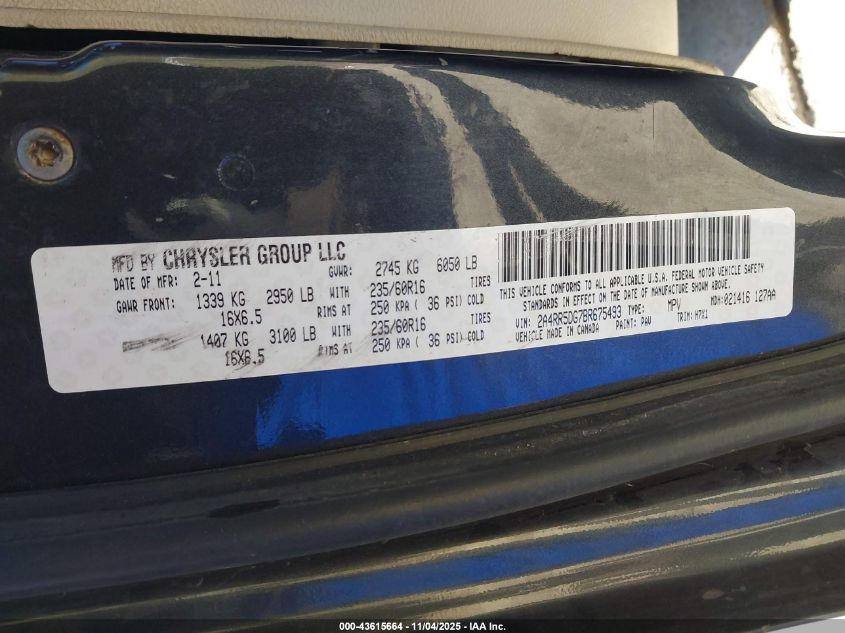 MFD BY CHRYSLER GROUP LLC
DATE OF MFR: 2-11 GVWR: 2745 KG 6050 LB
GAWR FRONT: 1339 KG 2950 LB WITH 235/60R16 TIRES
16X6.5 RIMS AT 250 KPA ( 36 PSI) COLD
1407 KG 3100 LB WITH 235/60R16 TIRES
16X6.5 RIMS AT 250 KPA ( 36 PSI) COLD
THIS VEHICLE CONFORMS TO ALL APPLICABLE U.S.A. FEDERAL MOTOR VEHICLE SAFETY
STANDARDS IN EFFECT ON THE DATE OF MANUFACTURE SHOWN ABOVE.
VIN: 2A4RR5DG7BR675493 TYPE: MPV MDH: 021416 127AA
MADE IN CANADA PAINT: PAV TRIM: H7X1
000-43615664 - 11/04/2025 - IAA Inc.